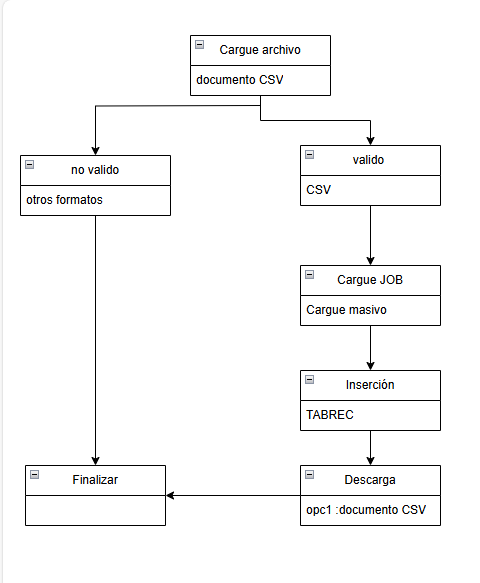 Cargue archivo
documento CSV
no valido
otros formatos
valido
CSV
Cargue JOB
Cargue masivo
Inserción
TABREC
Descarga
opc1 :documento CSV
Finalizar